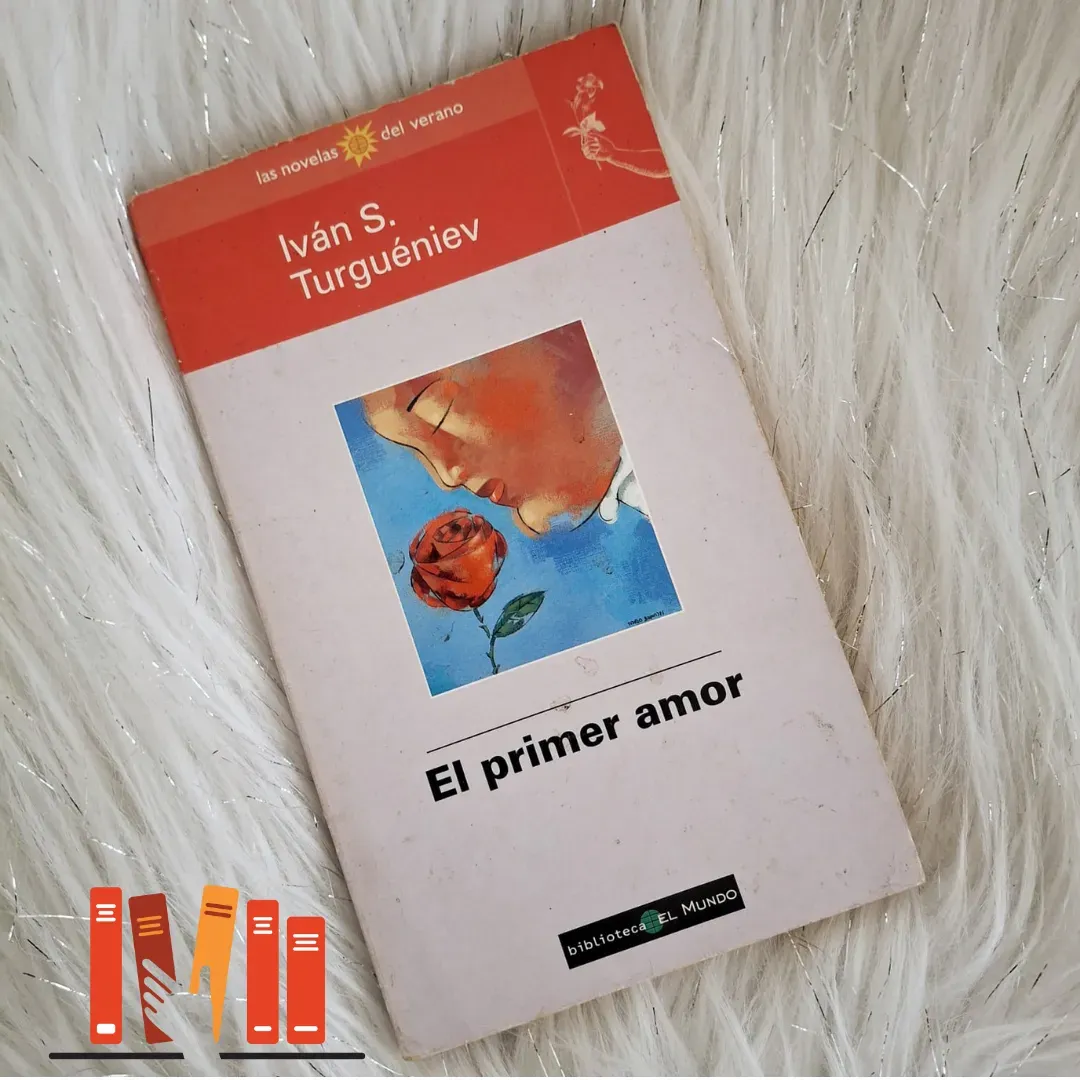 las novelas del verano
Iván S.
Turguéniev
El primer amor
biblioteca EL MUNDO